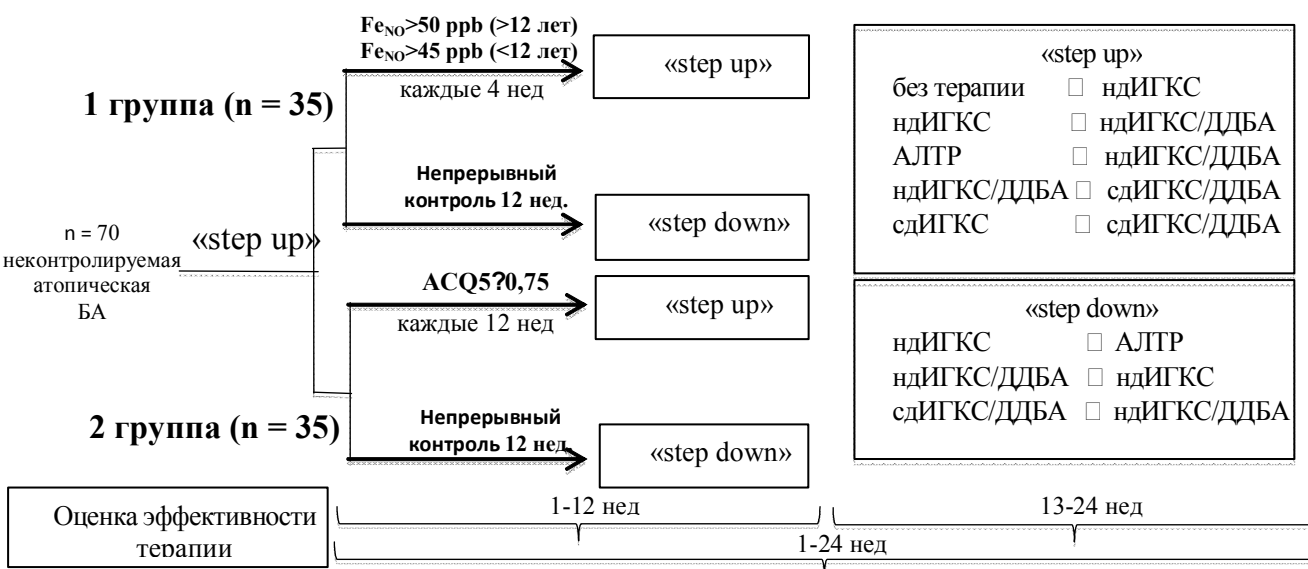 Fe_NO>50 ppb (>12 лет)
Fe_NO>45 ppb (<12 лет)
каждые 4 нед
«step up»
1 группа (n = 35)
Непрерывный
контроль 12 нед.
«step down»
n = 70
неконтролируемая
атопическая
БА
«step up»
ACQ5?0,75
каждые 12 нед
«step up»
2 группа (n = 35)
Непрерывный
контроль 12 нед.
«step down»
«step up»
без терапии □ ндИГКС
ндИГКС □ ндИГКС/ДДБА
АЛТР □ ндИГКС/ДДБА
ндИГКС/ДДБА □ сдИГКС/ДДБА
сдИГКС □ сдИГКС/ДДБА
«step down»
ндИГКС □ АЛТР
ндИГКС/ДДБА □ ндИГКС
сдИГКС/ДДБА □ ндИГКС/ДДБА
Оценка эффективности
терапии
1-12 нед
13-24 нед
1-24 нед